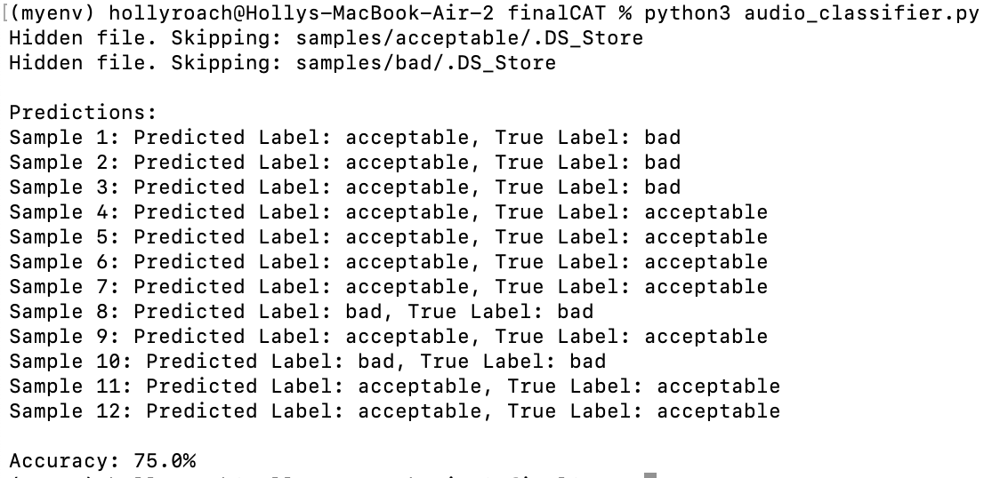 (myenv) hollyroach@Hollys-MacBook-Air-2 finalCAT % python3 audio_classifier.py
Hidden file. Skipping: samples/acceptable/.DS_Store
Hidden file. Skipping: samples/bad/.DS_Store
Predictions:
Sample 1: Predicted Label: acceptable, True Label: bad
Sample 2: Predicted Label: acceptable, True Label: bad
Sample 3: Predicted Label: acceptable, True Label: bad
Sample 4: Predicted Label: acceptable, True Label: acceptable
Sample 5: Predicted Label: acceptable, True Label: acceptable
Sample 6: Predicted Label: acceptable, True Label: acceptable
Sample 7: Predicted Label: acceptable, True Label: acceptable
Sample 8: Predicted Label: bad, True Label: bad
Sample 9: Predicted Label: acceptable, True Label: acceptable
Sample 10: Predicted Label: bad, True Label: bad
Sample 11: Predicted Label: acceptable, True Label: acceptable
Sample 12: Predicted Label: acceptable, True Label: acceptable
Accuracy: 75.0%